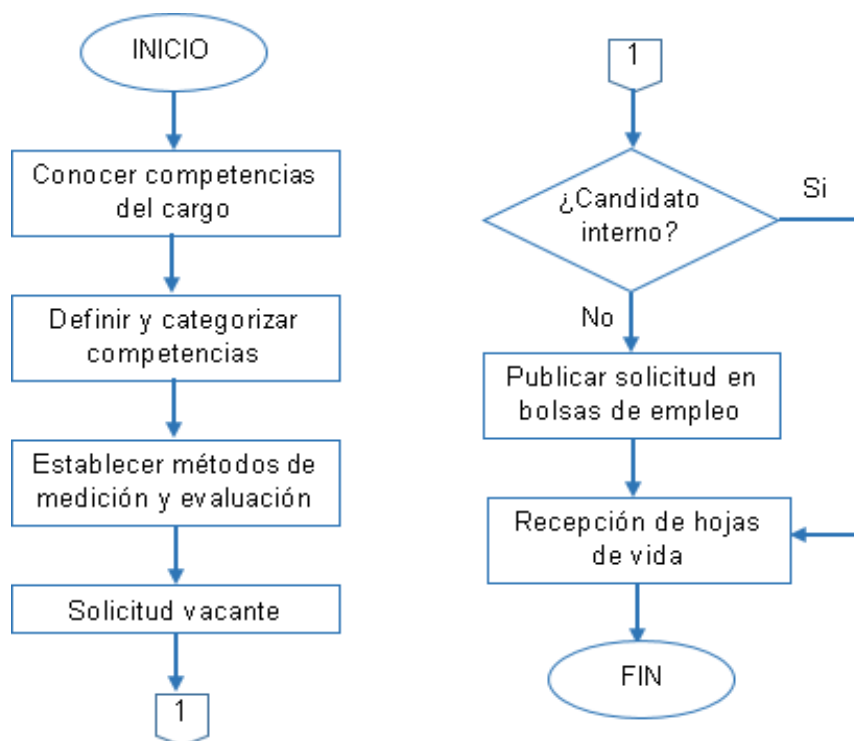 INICIO
Conocer competencias
del cargo
Definir y categorizar
competencias
Establecer métodos de
medición y evaluación
Solicitud vacante
1
1
¿Candidato
interno?
Si
No
Publicar solicitud en
bolsas de empleo
Recepción de hojas
de vida
FIN